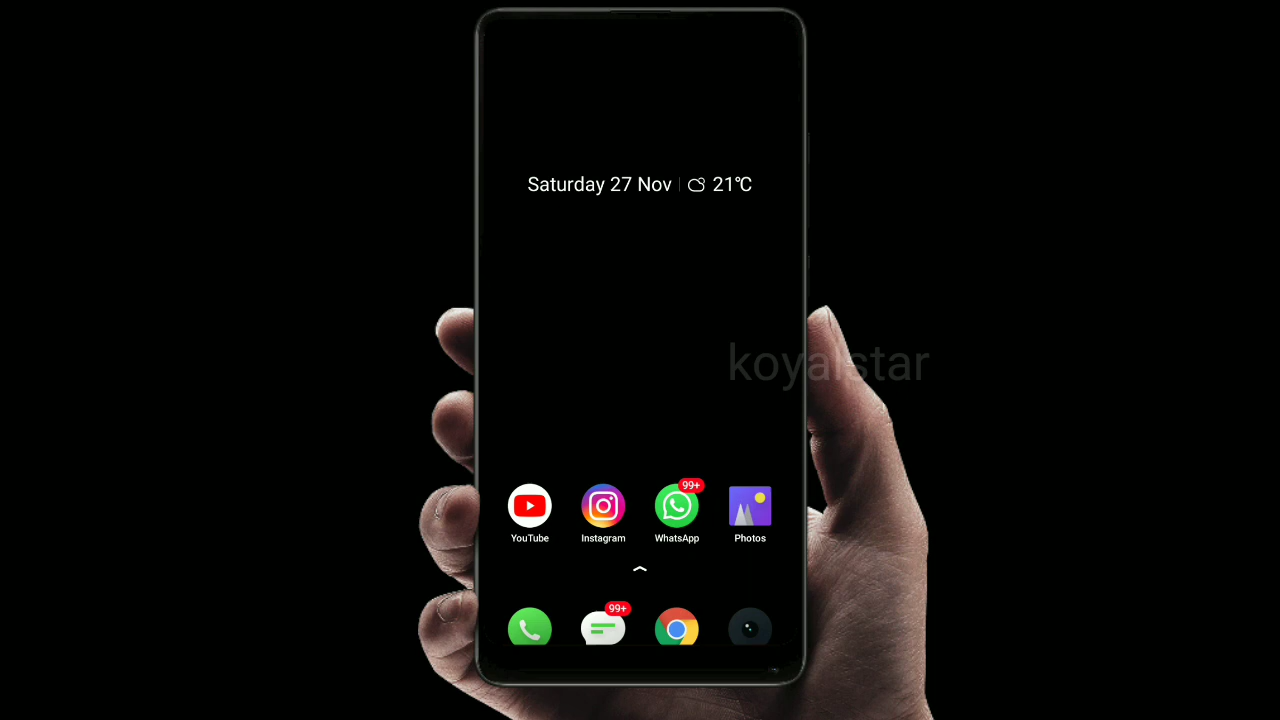 Saturday 27 Nov | 21℃
koyalstar
99+
YouTube
Instagram
WhatsApp
Photos
99+